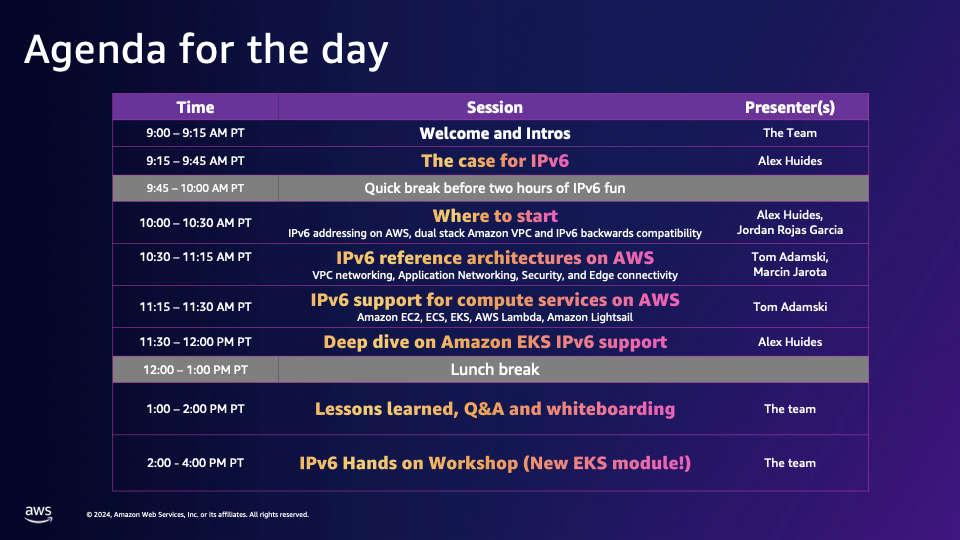 Agenda for the day
Time Session Presenter(s)
9:00 – 9:15 AM PT Welcome and Intros The Team
9:15 – 9:45 AM PT The case for IPv6 Alex Huides
9:45 – 10:00 AM PT Quick break before two hours of IPv6 fun
10:00 – 10:30 AM PT Where to start Alex Huides,
IPv6 addressing on AWS, dual stack Amazon VPC and IPv6 backwards compatibility Jordan Rojas Garcia
10:30 – 11:15 AM PT IPv6 reference architectures on AWS Tom Adamski,
VPC networking, Application Networking, Security, and Edge connectivity Marcin Jarota
11:15 – 11:30 AM PT IPv6 support for compute services on AWS Tom Adamski
Amazon EC2, ECS, EKS, AWS Lambda, Amazon Lightsail
11:30 – 12:00 PM PT Deep dive on Amazon EKS IPv6 support Alex Huides
12:00 – 1:00 PM PT Lunch break
1:00 – 2:00 PM PT Lessons learned, Q&A and whiteboarding The team
2:00 - 4:00 PM PT IPv6 Hands on Workshop (New EKS module!) The team
aws © 2024, Amazon Web Services, Inc. or its affiliates. All rights reserved.